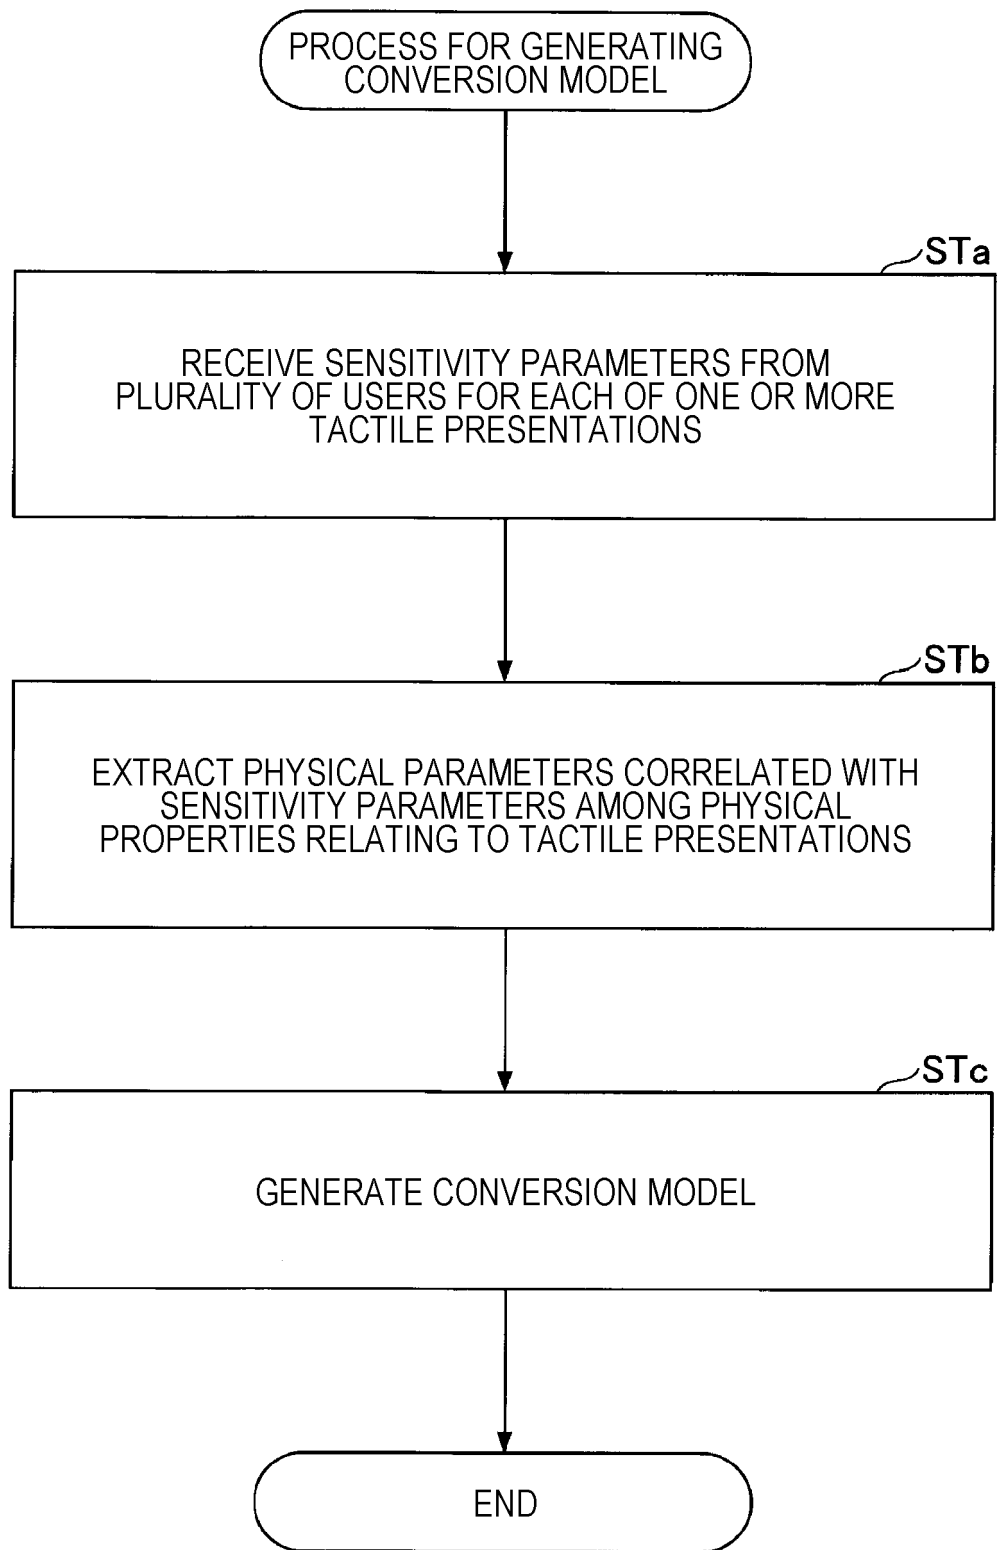 PROCESS FOR GENERATING
CONVERSION MODEL
STa
RECEIVE SENSITIVITY PARAMETERS FROM
PLURALITY OF USERS FOR EACH OF ONE OR MORE
TACTILE PRESENTATIONS
STb
EXTRACT PHYSICAL PARAMETERS CORRELATED WITH
SENSITIVITY PARAMETERS AMONG PHYSICAL
PROPERTIES RELATING TO TACTILE PRESENTATIONS
STc
GENERATE CONVERSION MODEL
END